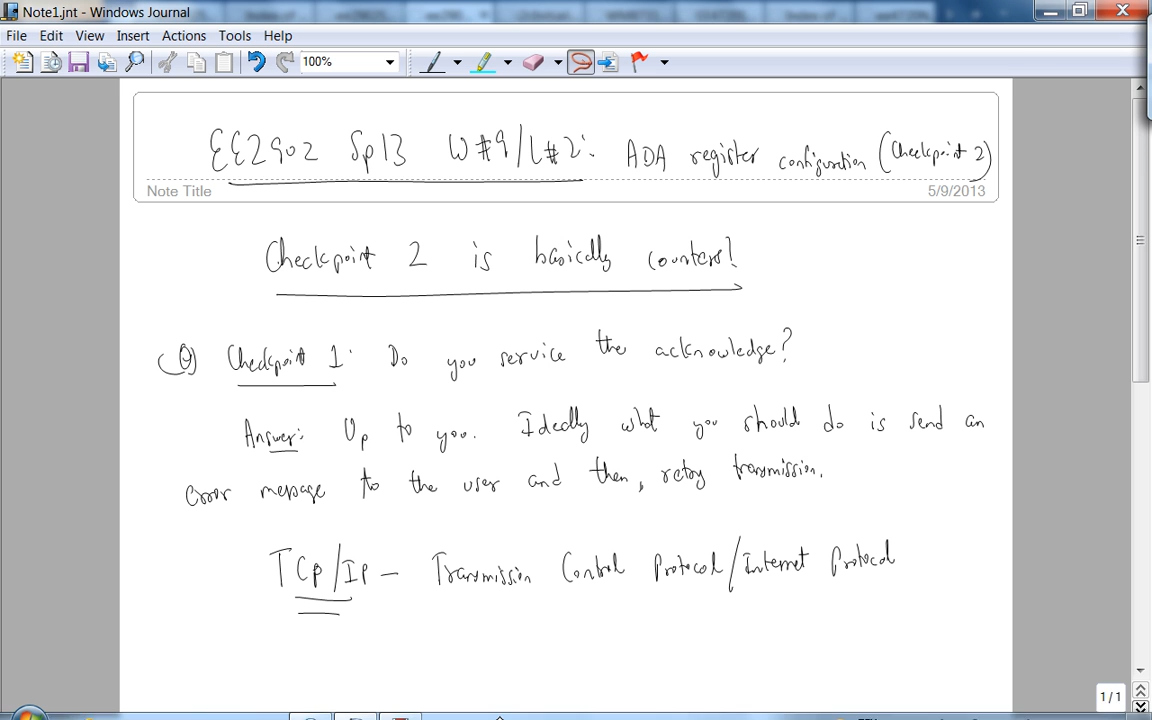 Note1.jnt - Windows Journal
File Edit View Insert Actions Tools Help
100%
EE2902 Sp13 W#9/L#2: ADA register configuration (Checkpoint 2)
Note Title 5/9/2013
Checkpoint 2 is basically counters!
Q) Checkpoint 1: Do you service the acknowledge?
Answer: Up to you. Ideally what you should do is send an
error message to the user and then, retry transmission.
TCP/IP - Transmission Control Protocol/Internet Protocol
1/1